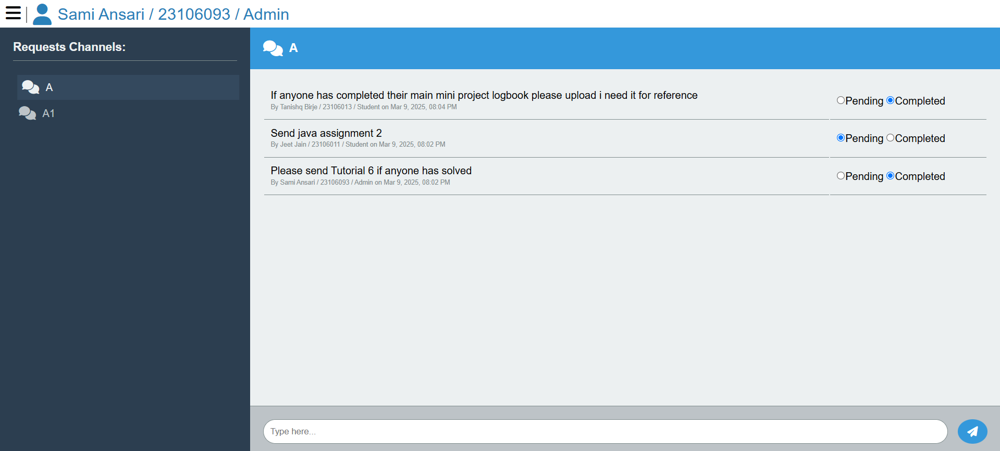 Sami Ansari / 23106093 / Admin
Requests Channels:
A
A1
A
If anyone has completed their main mini project logbook please upload i need it for reference
By Tanishq Birje / 23106013 / Student on Mar 9, 2025, 08:04 PM
Pending Completed
Send java assignment 2
By Jeet Jain / 23106011 / Student on Mar 9, 2025, 08:02 PM
Pending Completed
Please send Tutorial 6 if anyone has solved
By Sami Ansari / 23106093 / Admin on Mar 9, 2025, 08:02 PM
Pending Completed
Type here...